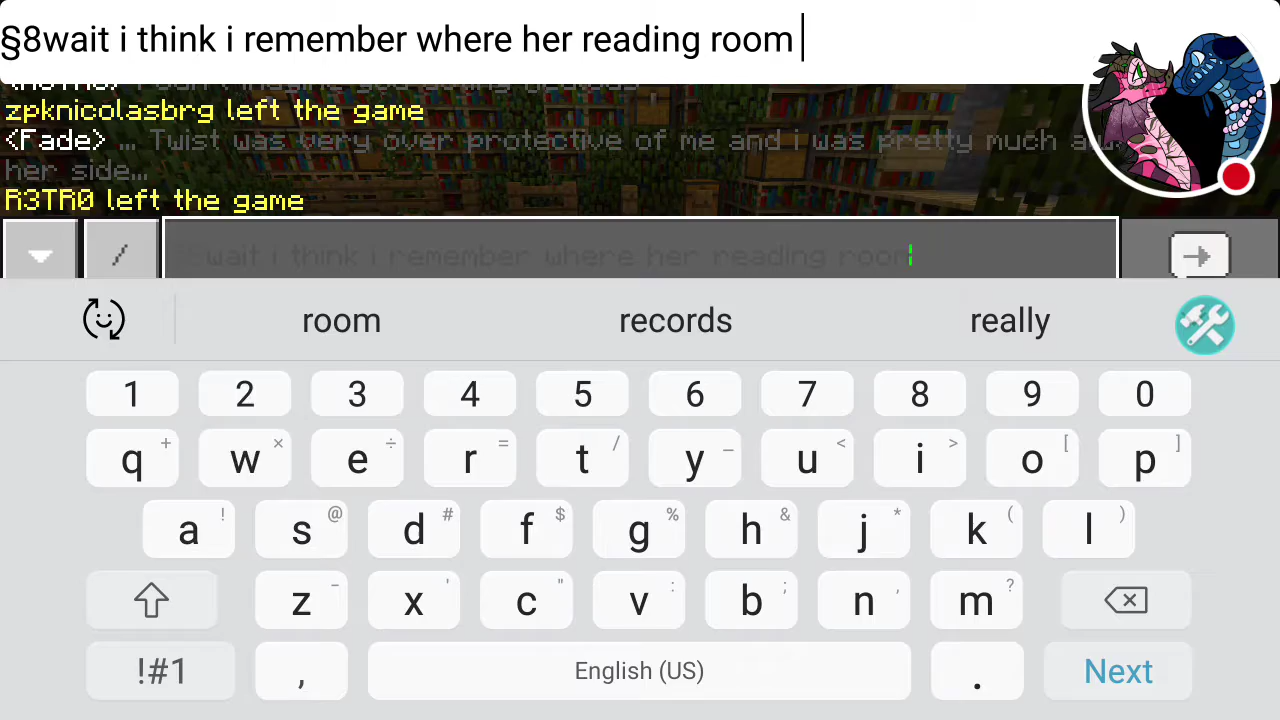 §8wait i think i remember where her reading room
zpknicolasbrg left the game
<Fade> ... Twist was very over protective of me and i was pretty much
her side...
R3TR0 left the game
/ §8wait i think i remember where her reading room
room records really
1 2 3 4 5 6 7 8 9 0
q + w × e ÷ r = t / y _ u < i > o [ p ]
a ! s @ d # f $ g % h & j * k ( l )
z - x ' c " v : b ; n , m ?
!#1 , English (US) . Next